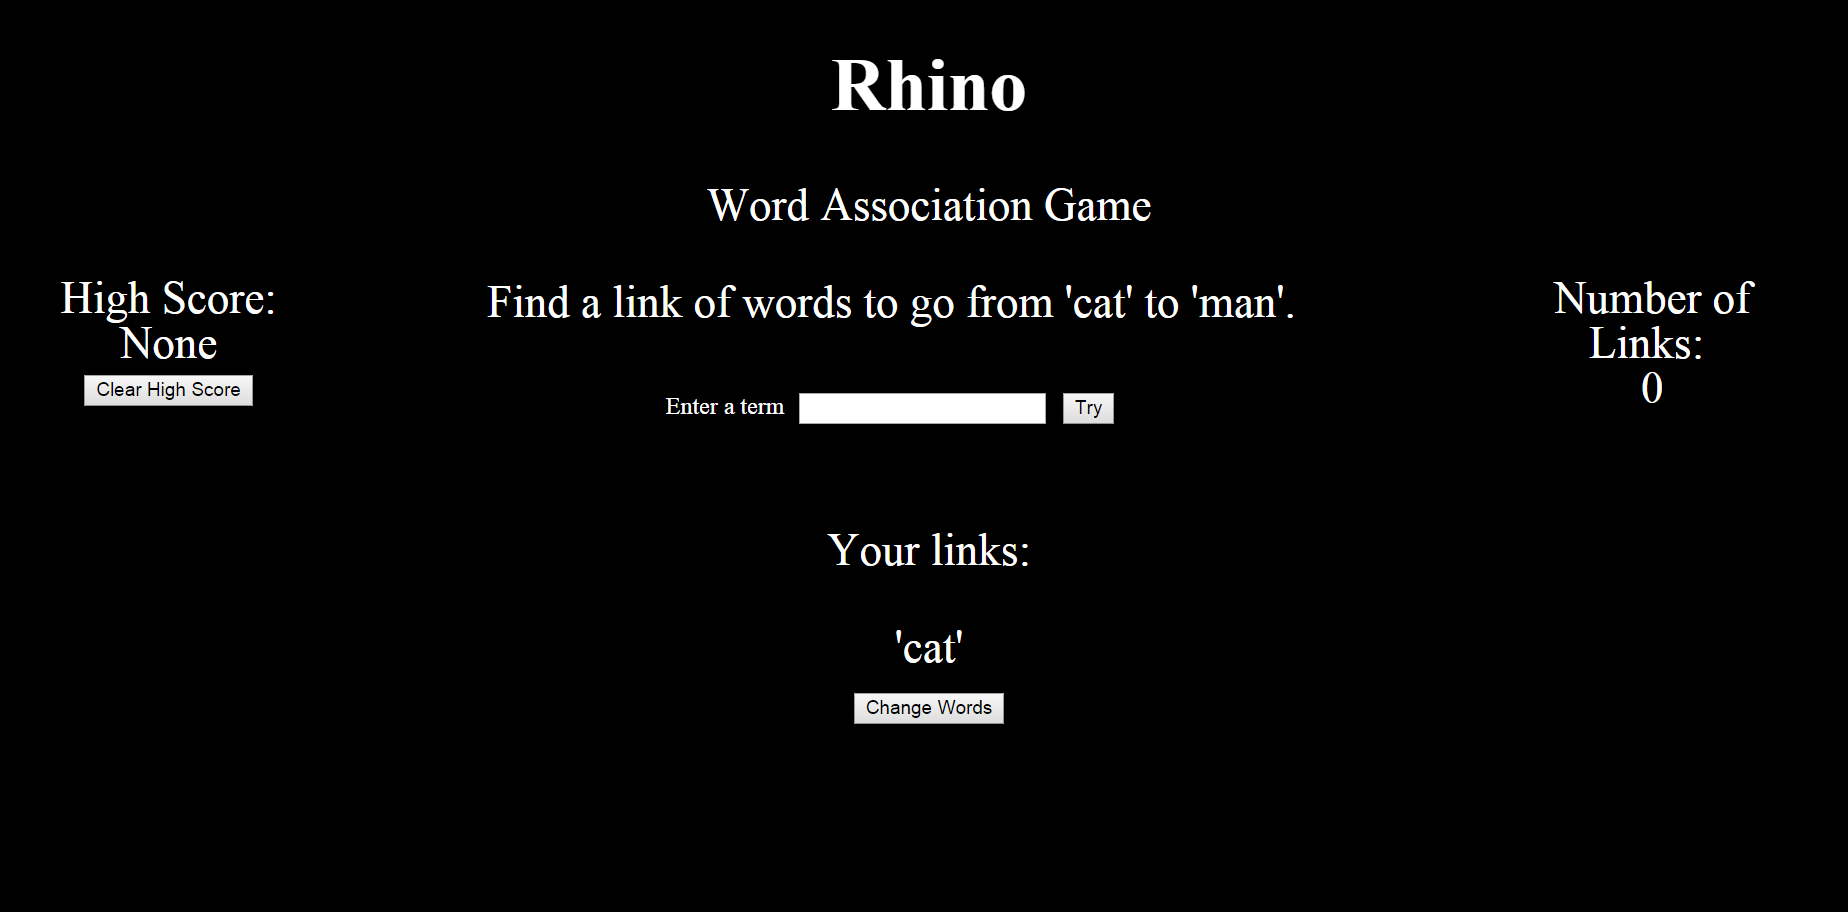 Rhino
Word Association Game
High Score:
None
Clear High Score
Find a link of words to go from 'cat' to 'man'.
Enter a term
Try
Number of
Links:
0
Your links:
'cat'
Change Words